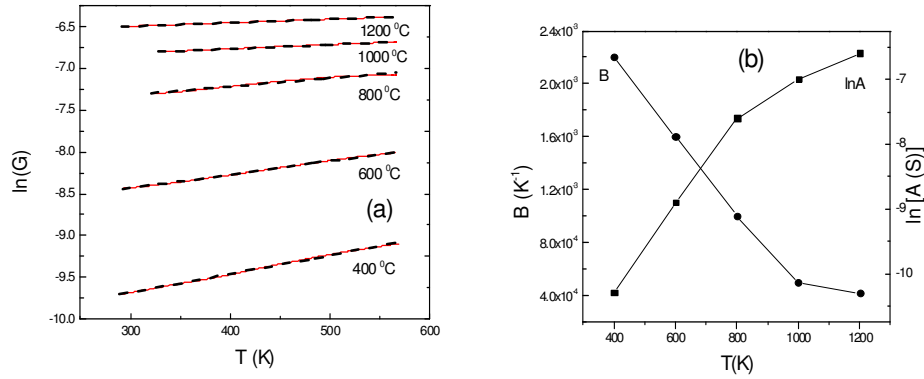 -6.5
-7.0
-7.5
-8.0
-8.5
-9.0
-9.5
-10.0
ln(G)
300
400
500
600
T (K)
1200 ⁰C
1000 ⁰C
800 ⁰C
600 ⁰C
400 ⁰C
(a)
2.4x10³
2.0x10³
1.6x10³
1.2x10³
8.0x10⁴
4.0x10⁴
B (K⁻¹)
400
600
800
1000
1200
T(K)
B
(b)
lnA
-7
-8
-9
-10
ln [A (S)]